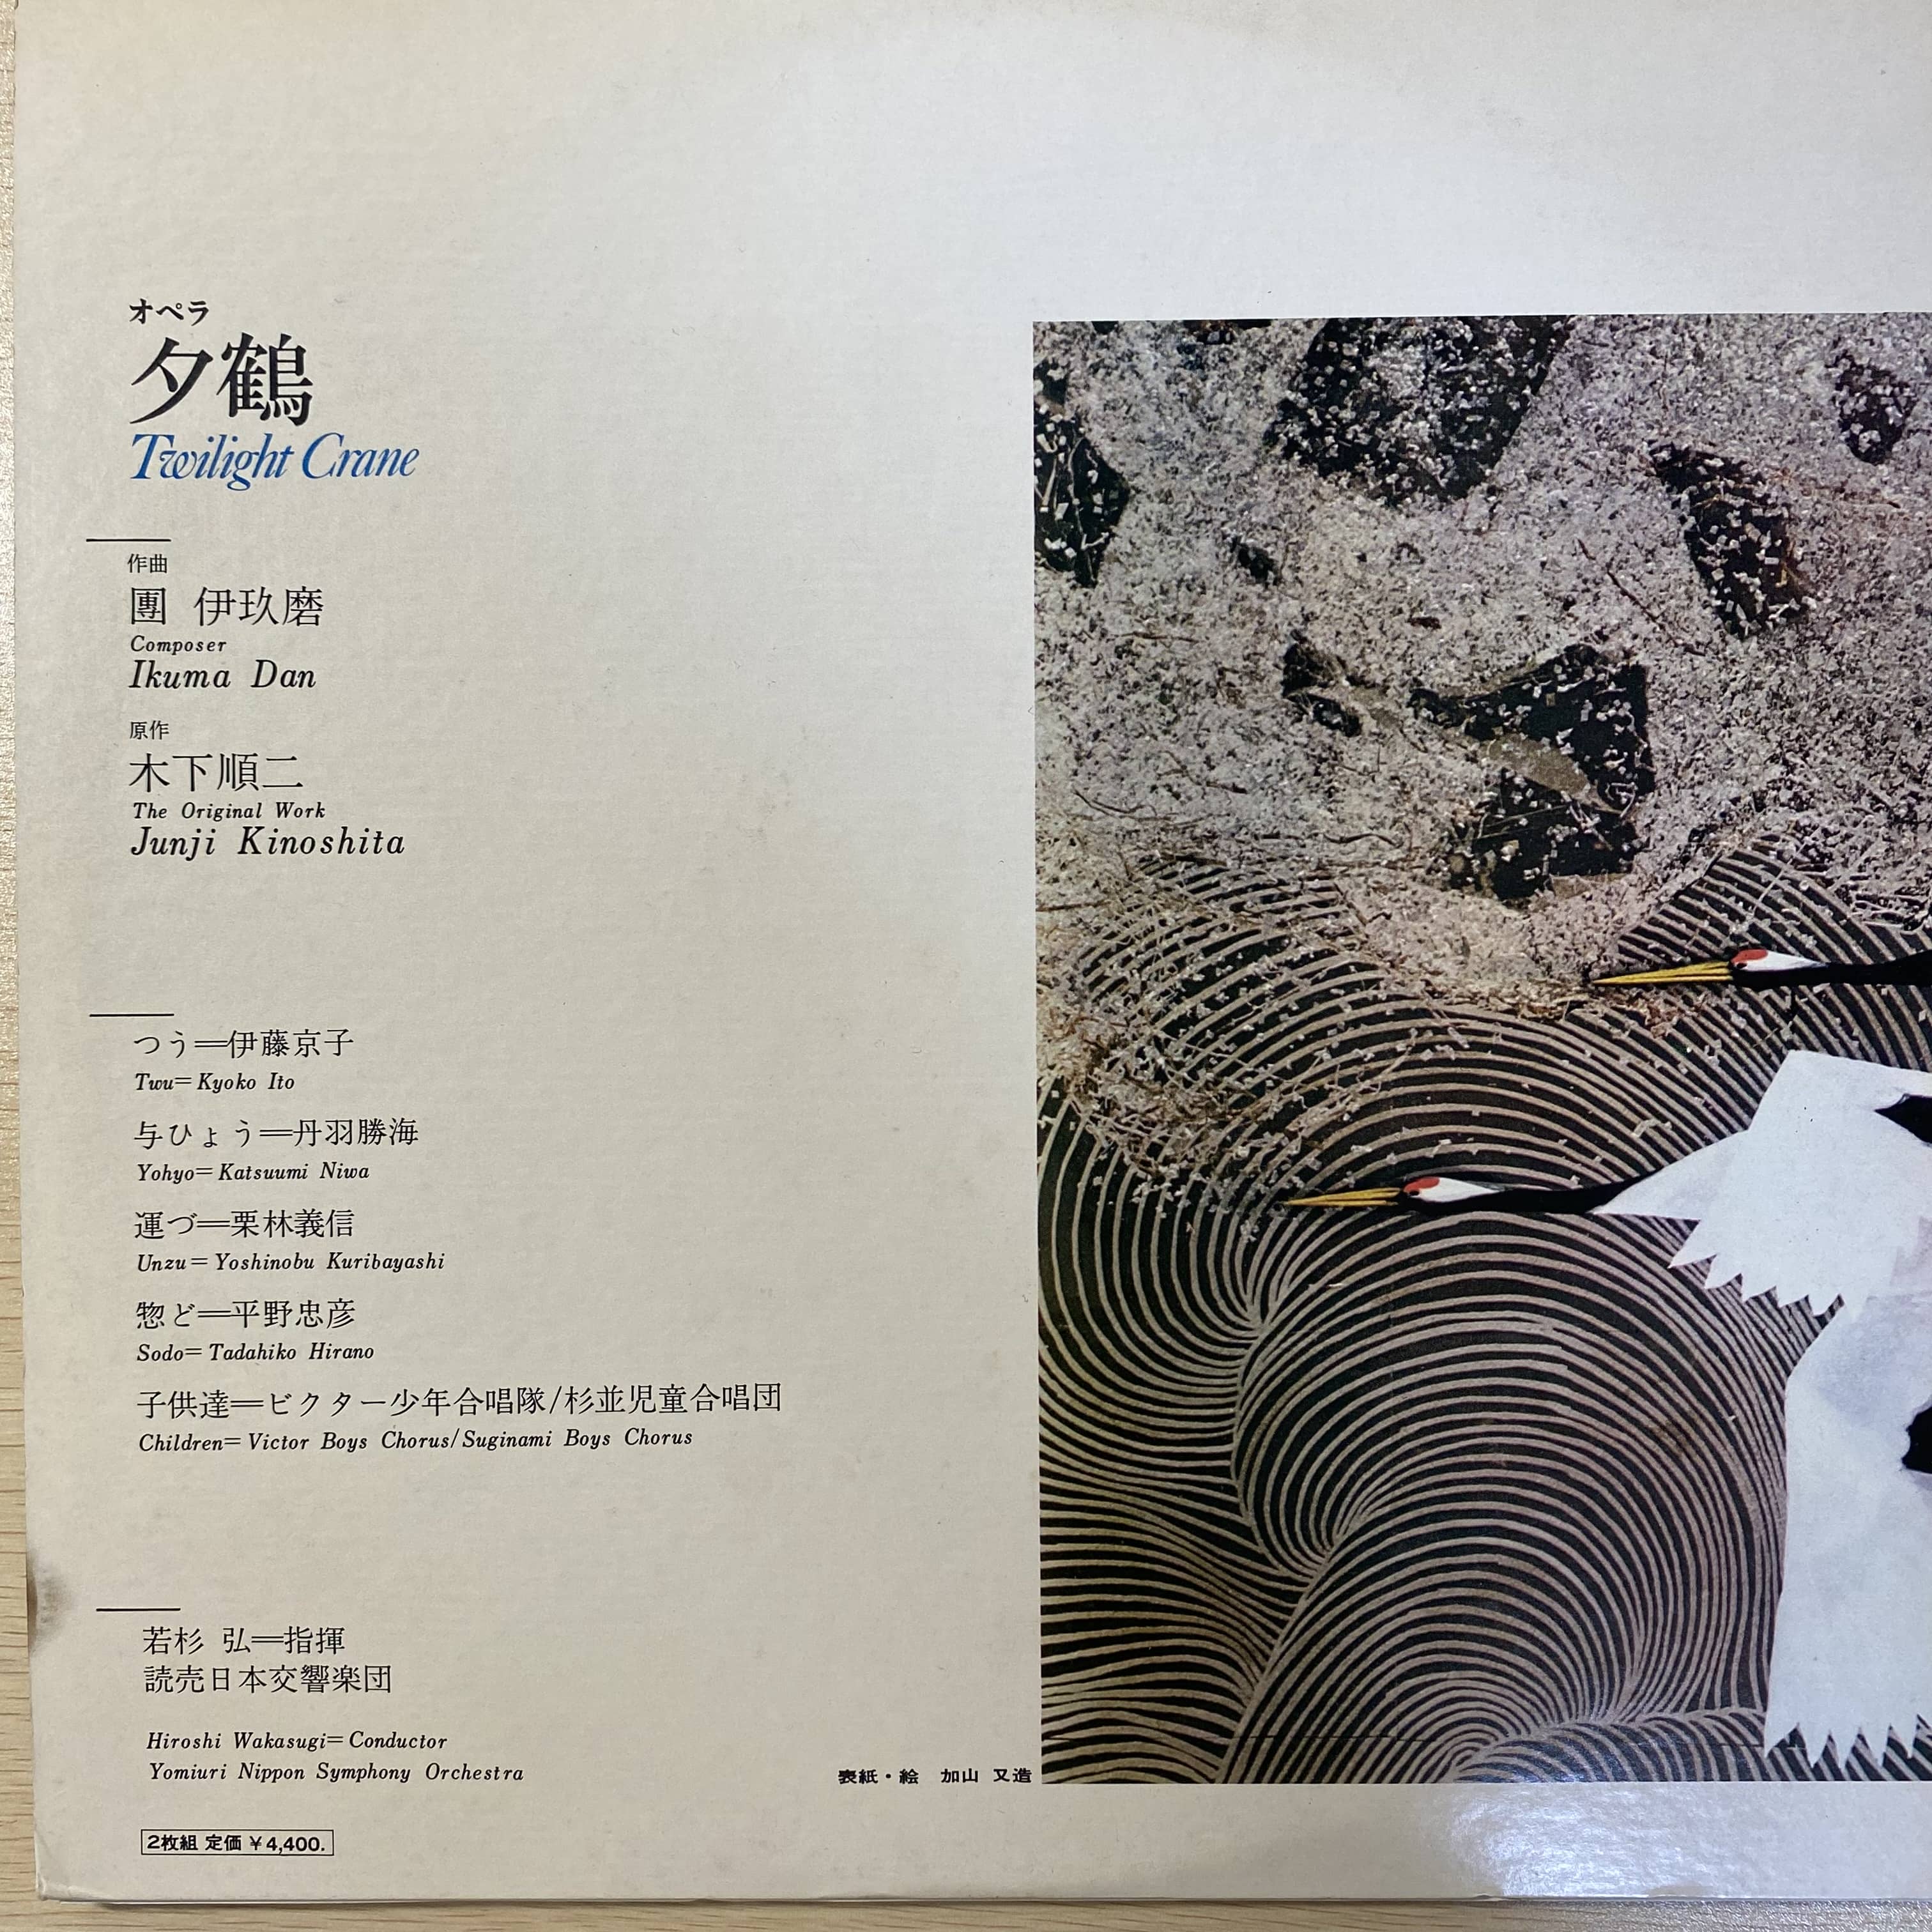 オペラ
夕鶴
Twilight Crane
作曲
團 伊玖磨
Composer
Ikuma Dan
原作
木下順二
The Original Work
Junji Kinoshita
つう＝伊藤京子
Twu=Kyoko Ito
与ひょう＝丹羽勝海
Yohyo=Katsuumi Niwa
運づ＝栗林義信
Unzu=Yoshinobu Kuribayashi
惣ど＝平野忠彦
Sodo=Tadahiko Hirano
子供達＝ビクター少年合唱隊/杉並児童合唱団
Children=Victor Boys Chorus/Suginami Boys Chorus
若杉 弘＝指揮
読売日本交響楽団
Hiroshi Wakasugi=Conductor
Yomiuri Nippon Symphony Orchestra
表紙・絵 加山 又造
2枚組 定価 ¥4,400.